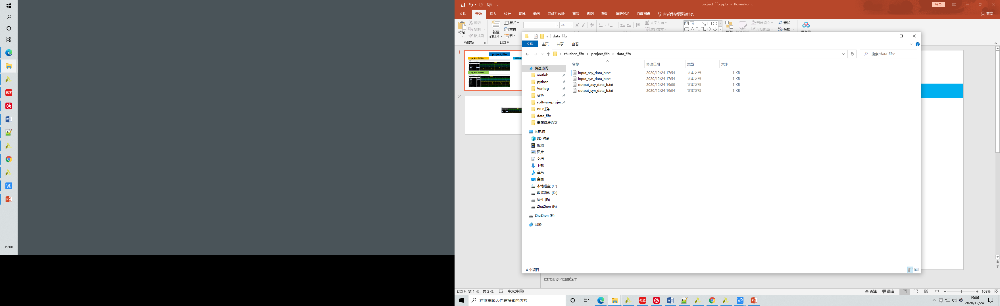 project_fifo.pptx - PowerPoint
登录
文件 开始 插入 设计 切换 动画 幻灯片放映 审阅 视图 帮助 福昕PDF 百度网盘 告诉我你想要做什么
共享
粘贴
剪切
复制
格式刷
剪贴板
新建
幻灯片
版式
重置
节
幻灯片
24
文字方向
对齐文本
形状填充
形状轮廓
查找
替换
data_fifo
文件 主页 共享 查看
zhuzhen_fifo › project_fifo › data_fifo
搜索"data_fifo"
名称 修改日期 类型 大小
input_asy_data_b.txt 2020/12/24 17:54 文本文档 1 KB
input_syn_data_b.txt 2020/12/24 17:54 文本文档 1 KB
output_asy_data_b.txt 2020/12/24 19:00 文本文档 1 KB
output_syn_data_b.txt 2020/12/24 19:04 文本文档 1 KB
快速访问
matlab
python
Verilog
资料
softwareprojec
BIO任务
data_fifo
癫痫算法论文
此电脑
3D 对象
视频
图片
文档
下载
音乐
桌面
本地磁盘 (C:)
数据资料 (D:)
软件 (E:)
ZhuZhen (F:)
ZhuZhen (F:)
网络
4 个项目
1
project_fifo
2
单击此处添加备注
幻灯片 第 1 张，共 2 张 中文(中国)
备注 批注 108%
在这里输入你要搜索的内容
有道
英
19:06
2020/12/24
有道
19:06